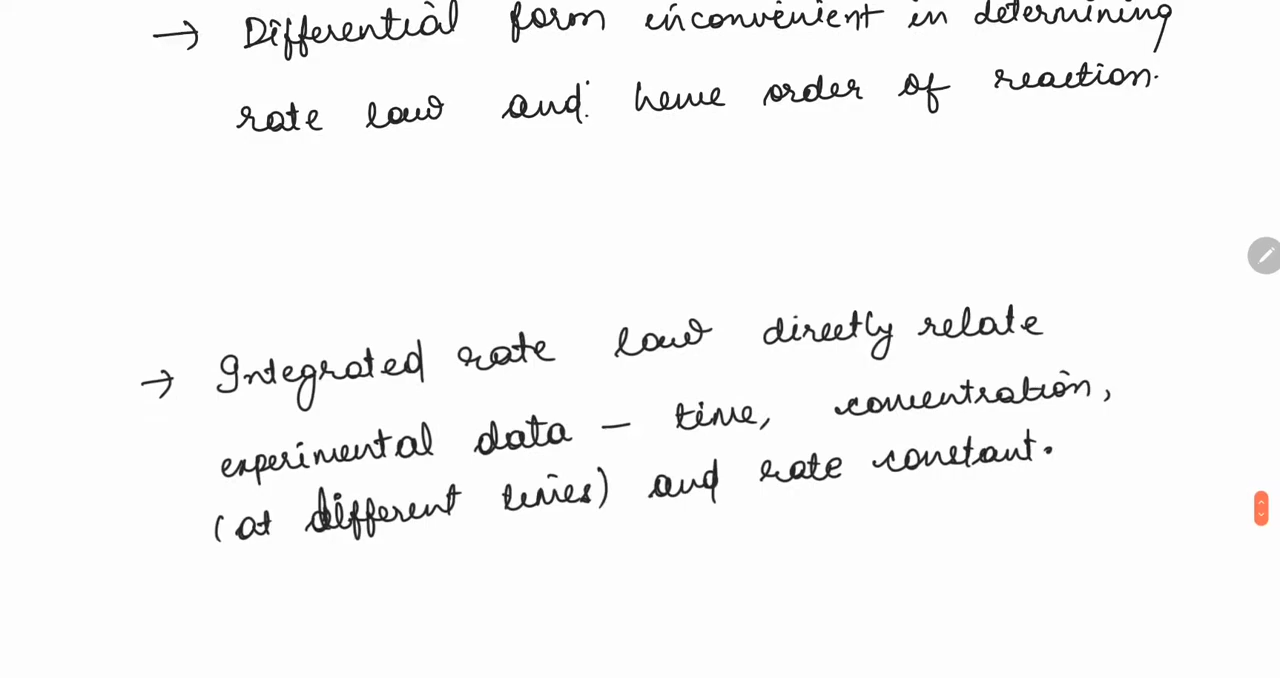 → Differential form inconvenient in determining
rate law and hence order of reaction.
→ Integrated rate law directly relate
experimental data – time, concentration,
(at different times) and rate constant.